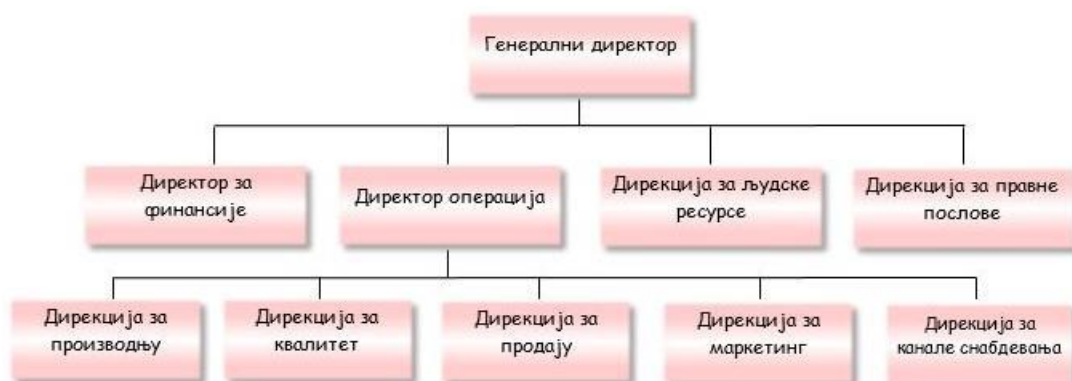 Генерални директор
Директор за
финансије
Директор операција
Дирекција за људске
ресурсе
Дирекција за правне
послове
Дирекција за
производњу
Дирекција за
квалитет
Дирекција за
продају
Дирекција за
маркетинг
Дирекција за
канале снабдевања